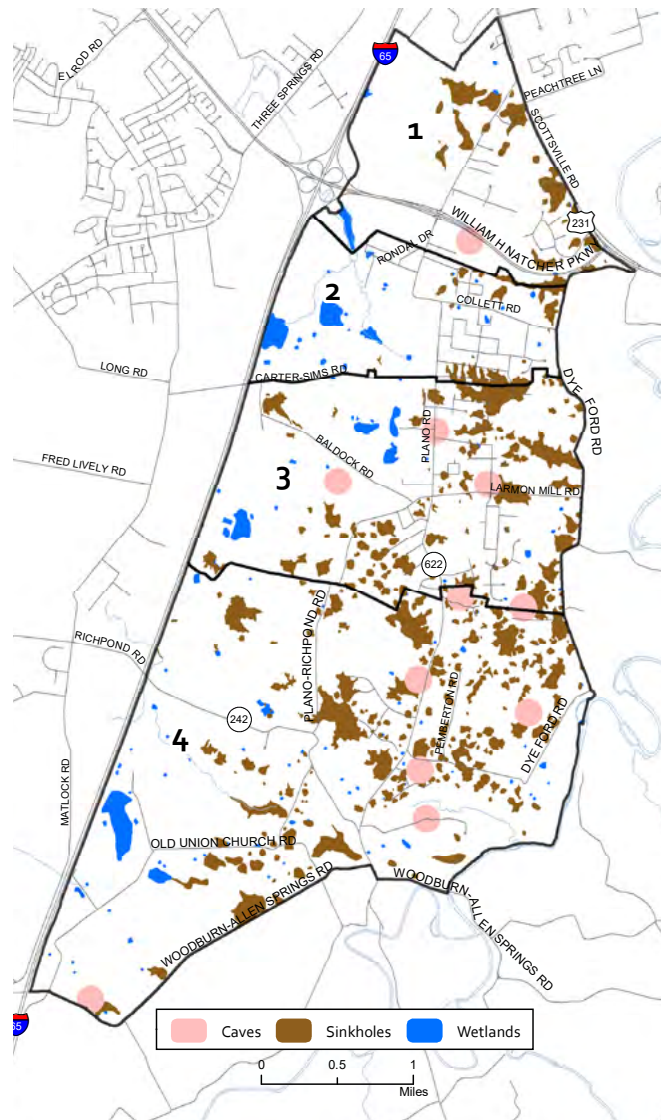 ELROD RD
THREE SPRINGS RD
65
PEACHTREE LN
1
SCOTTSVILLE RD
231
WILLIAM H NATCHER PKWY
RONDAL DR
2
COLLETT RD
LONG RD
CARTER-SIMS RD
DYE FORD RD
PLANO RD
BALDOCK RD
FRED LIVELY RD
3
LARMON MILL RD
622
RICHPOND RD
PLANO-RICHPOND RD
PEMBERTON RD
242
DYE FORD RD
4
MATLOCK RD
OLD UNION CHURCH RD
WOODBURN-ALLEN SPRINGS RD
WOODBURN-ALLEN SPRINGS RD
65
Caves Sinkholes Wetlands
0 0.5 1
Miles